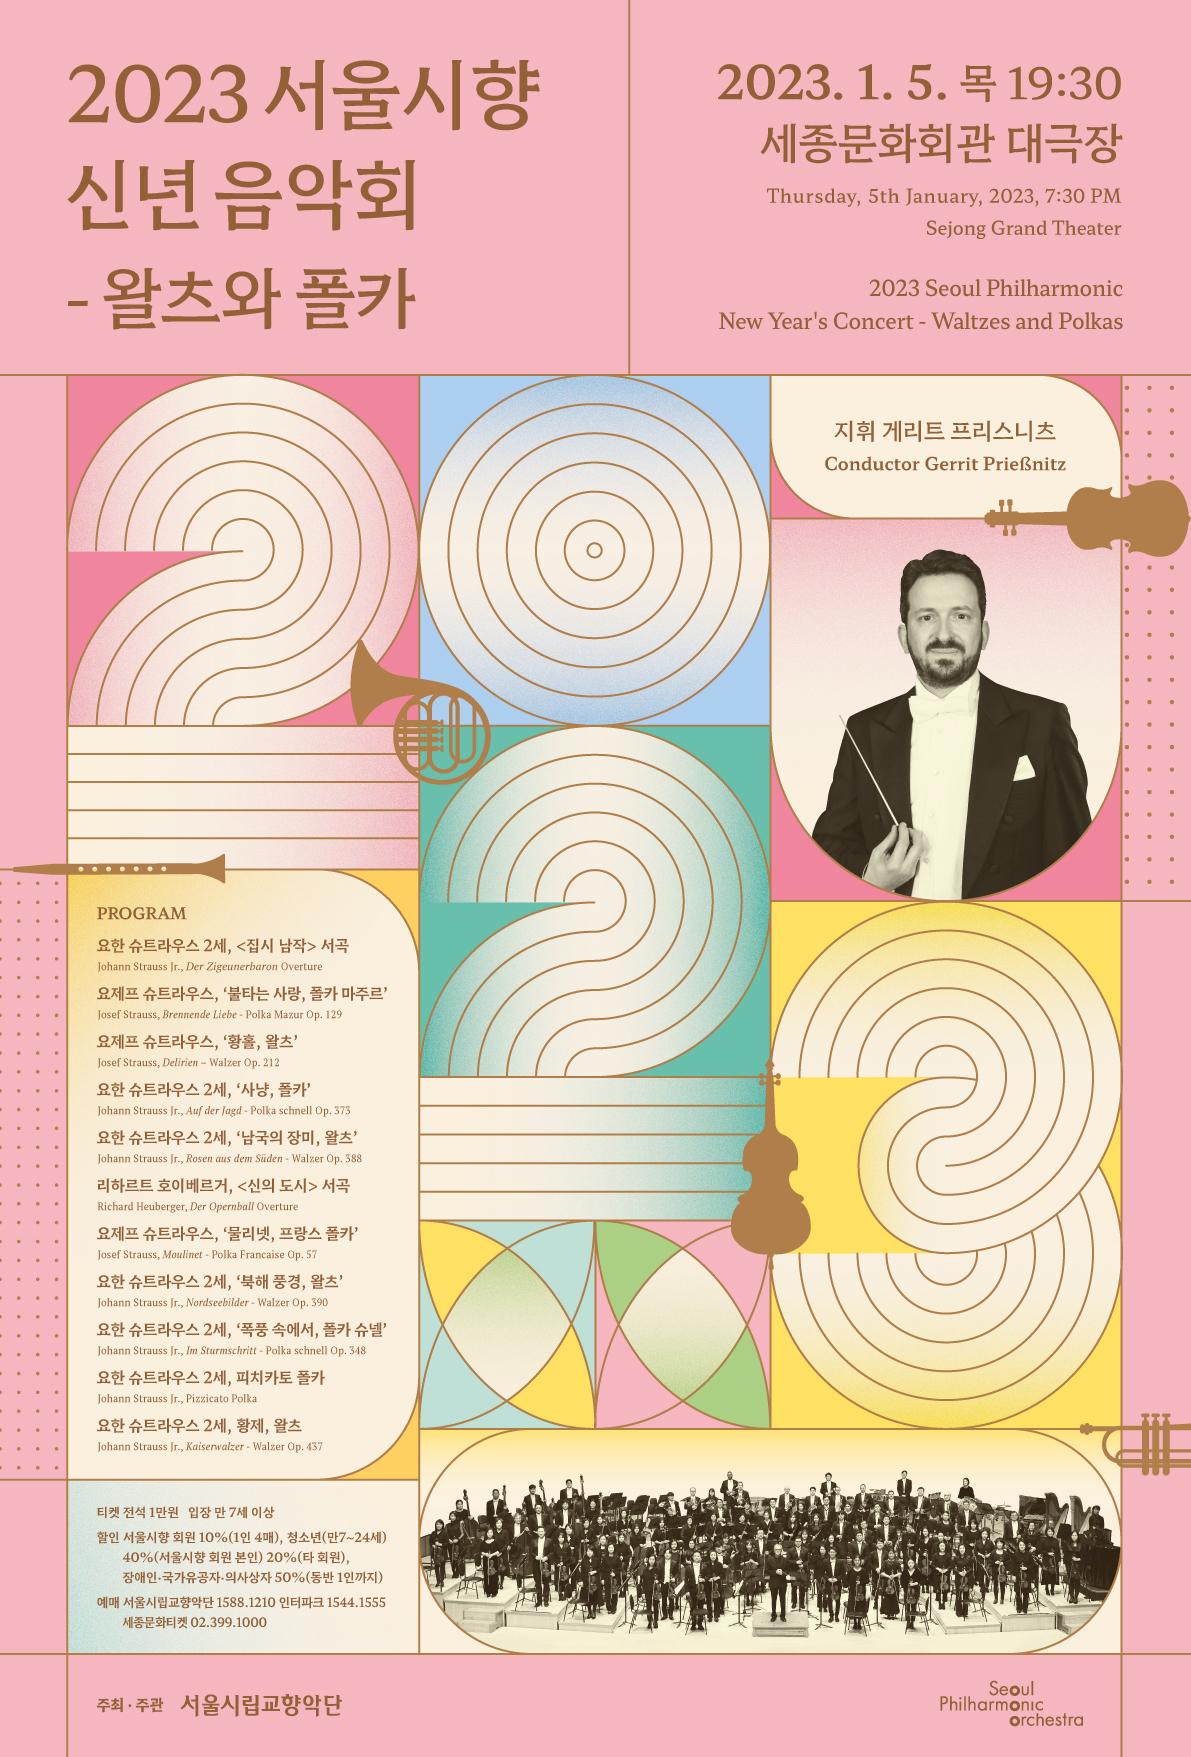 2023 서울시향
신년 음악회
- 왈츠와 폴카
2023. 1. 5. 목 19:30
세종문화회관 대극장
Thursday, 5th January, 2023, 7:30 PM
Sejong Grand Theater
2023 Seoul Philharmonic
New Year's Concert - Waltzes and Polkas
지휘 게리트 프리스니츠
Conductor Gerrit Prießnitz
PROGRAM
요한 슈트라우스 2세, <집시 남작> 서곡
Johann Strauss Jr., Der Zigeunerbaron Overture
요제프 슈트라우스, ‘불타는 사랑, 폴카 마주르’
Josef Strauss, Brennende Liebe - Polka Mazur Op. 129
요제프 슈트라우스, ‘황홀, 왈츠’
Josef Strauss, Delirien – Walzer Op. 212
요한 슈트라우스 2세, ‘사냥, 폴카’
Johann Strauss Jr., Auf der Jagd - Polka schnell Op. 373
요한 슈트라우스 2세, ‘남국의 장미, 왈츠’
Johann Strauss Jr., Rosen aus dem Süden - Walzer Op. 388
리하르트 호이베르거, <신의 도시> 서곡
Richard Heuberger, Der Opernball Overture
요제프 슈트라우스, ‘물리넷, 프랑스 폴카’
Josef Strauss, Moulinet - Polka Francaise Op. 57
요한 슈트라우스 2세, ‘북해 풍경, 왈츠’
Johann Strauss Jr., Nordseebilder - Walzer Op. 390
요한 슈트라우스 2세, ‘폭풍 속에서, 폴카 슈넬’
Johann Strauss Jr., Im Sturmschritt - Polka schnell Op. 348
요한 슈트라우스 2세, 피치카토 폴카
Johann Strauss Jr., Pizzicato Polka
요한 슈트라우스 2세, 황제, 왈츠
Johann Strauss Jr., Kaiserwalzer - Walzer Op. 437
티켓 전석 1만원 입장 만 7세 이상
할인 서울시향 회원 10%(1인 4매), 청소년(만7~24세)
40%(서울시향 회원 본인) 20%(타 회원),
장애인·국가유공자·의사상자 50%(동반 1인까지)
예매 서울시립교향악단 1588.1210 인터파크 1544.1555
세종문화티켓 02.399.1000
주최 · 주관 서울시립교향악단
Seoul
Philharmonic
orchestra